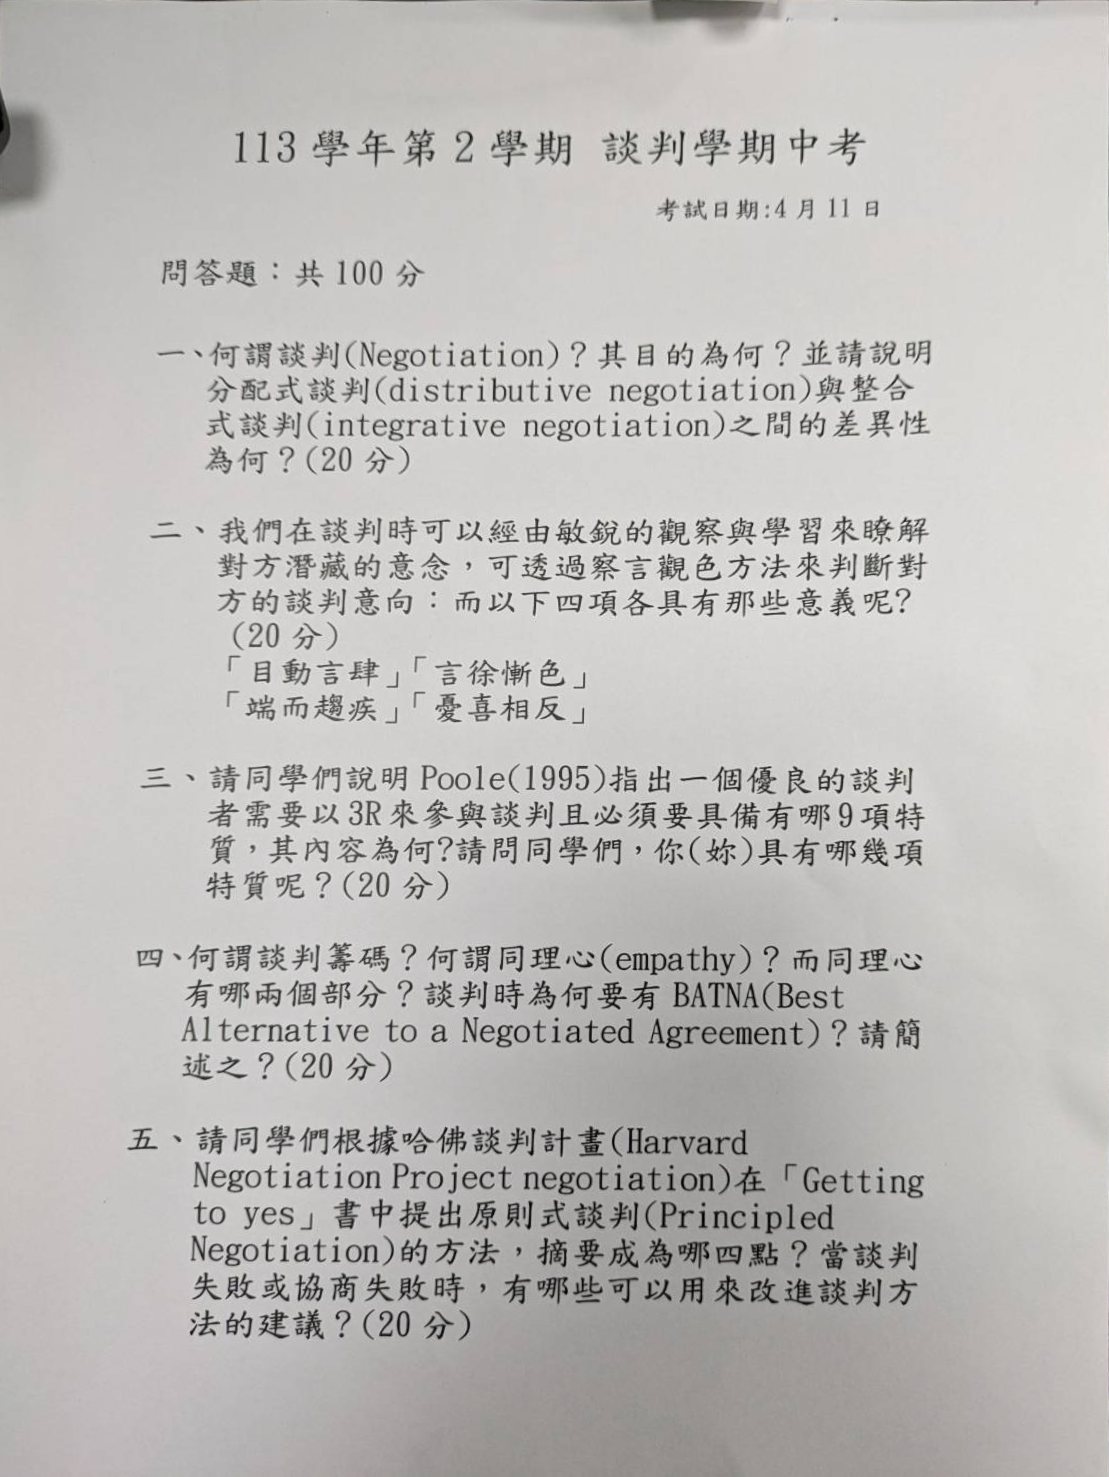 113 學年第 2 學期 談判學期中考
考試日期:4 月 11 日
問答題：共 100 分
一、何謂談判(Negotiation)？其目的為何？並請說明
分配式談判(distributive negotiation)與整合
式談判(integrative negotiation)之間的差異性
為何？(20 分)
二、我們在談判時可以經由敏銳的觀察與學習來瞭解
對方潛藏的意念，可透過察言觀色方法來判斷對
方的談判意向：而以下四項各具有那些意義呢?
(20 分)
「目動言肆」「言徐慚色」
「端而趨疾」「憂喜相反」
三、請同學們說明 Poole(1995)指出一個優良的談判
者需要以 3R 來參與談判且必須要具備有哪 9 項特
質，其內容為何?請問同學們，你(妳)具有哪幾項
特質呢？(20 分)
四、何謂談判籌碼？何謂同理心(empathy)？而同理心
有哪兩個部分？談判時為何要有 BATNA(Best
Alternative to a Negotiated Agreement)？請簡
述之？(20 分)
五、請同學們根據哈佛談判計畫(Harvard
Negotiation Project negotiation)在「Getting
to yes」書中提出原則式談判(Principled
Negotiation)的方法，摘要成為哪四點？當談判
失敗或協商失敗時，有哪些可以用來改進談判方
法的建議？(20 分)